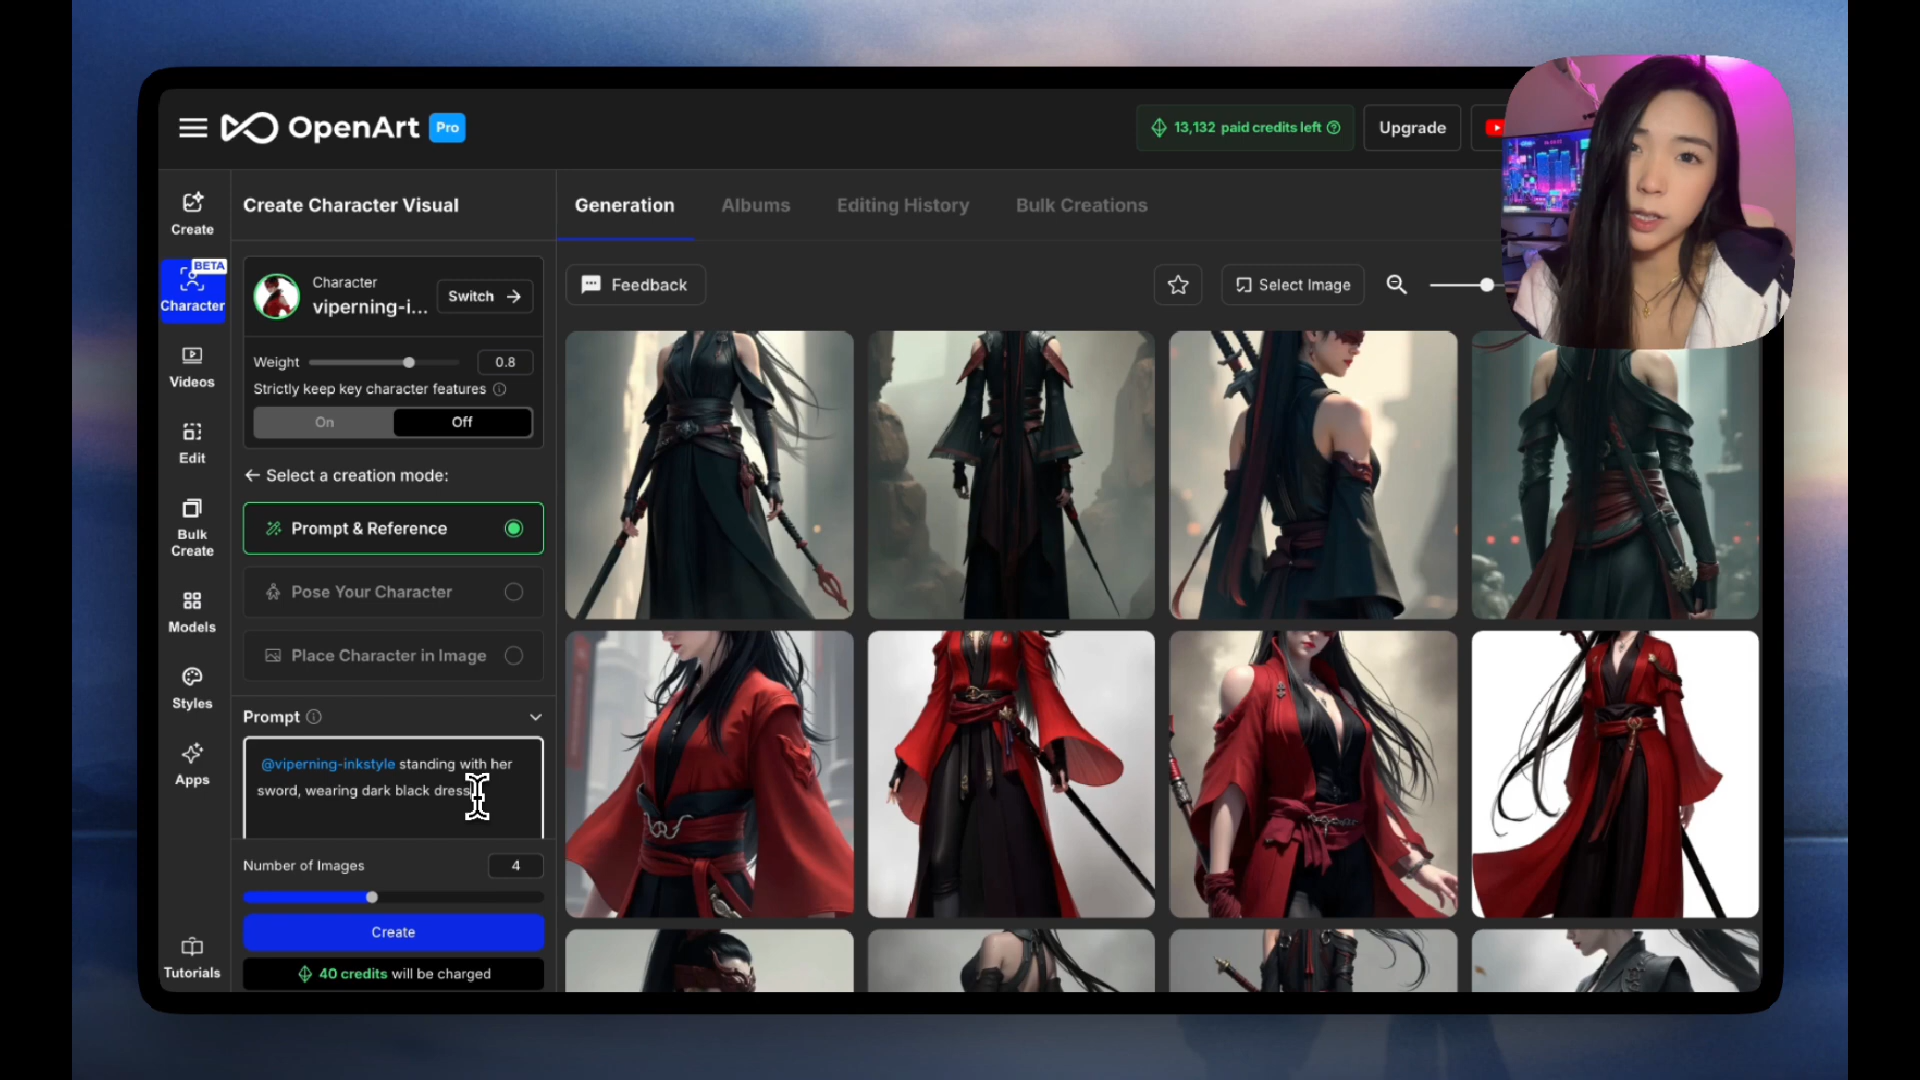 OpenArt Pro
13,132 paid credits left
Upgrade
Create
BETA
Character
Videos
Edit
Bulk
Create
Models
Styles
Apps
Tutorials
Create Character Visual
Character
viperning-i...
Switch
Weight
0.8
Strictly keep key character features
On
Off
Select a creation mode:
Prompt & Reference
Pose Your Character
Place Character in Image
Prompt
@viperning-inkstyle standing with her
sword, wearing dark black dress
Number of Images
4
Create
40 credits will be charged
Generation
Albums
Editing History
Bulk Creations
Feedback
Select Image